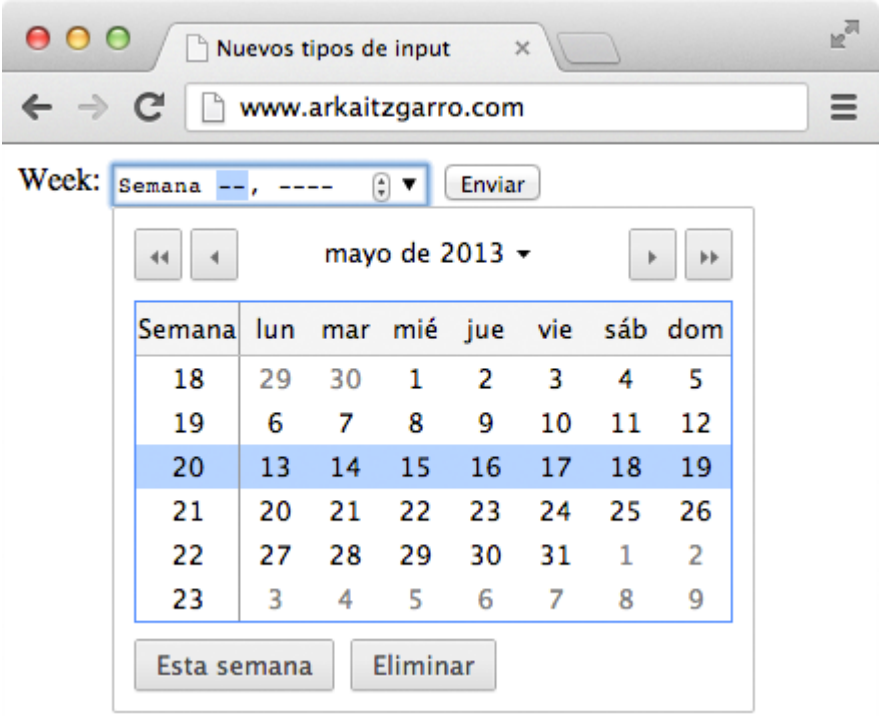 Nuevos tipos de input
www.arkaitzgarro.com
Week: Semana --, ---- Enviar
mayo de 2013
Semana lun mar mié jue vie sáb dom
18 29 30 1 2 3 4 5
19 6 7 8 9 10 11 12
20 13 14 15 16 17 18 19
21 20 21 22 23 24 25 26
22 27 28 29 30 31 1 2
23 3 4 5 6 7 8 9
Esta semana Eliminar